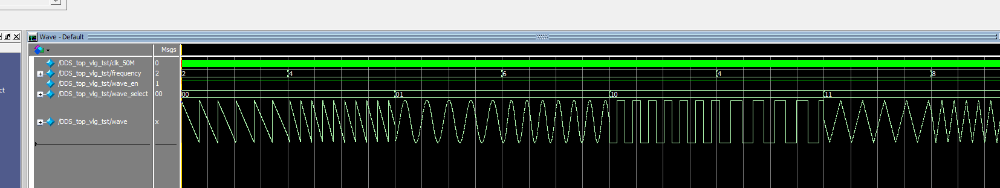 Wave - Default
Msgs
/DDS_top_vlg_tst/clk_50M 0
/DDS_top_vlg_tst/frequency 2 2 4 6 4 8
/DDS_top_vlg_tst/wave_en 1
/DDS_top_vlg_tst/wave_select 00 00 01 10 11
ct
/DDS_top_vlg_tst/wave x